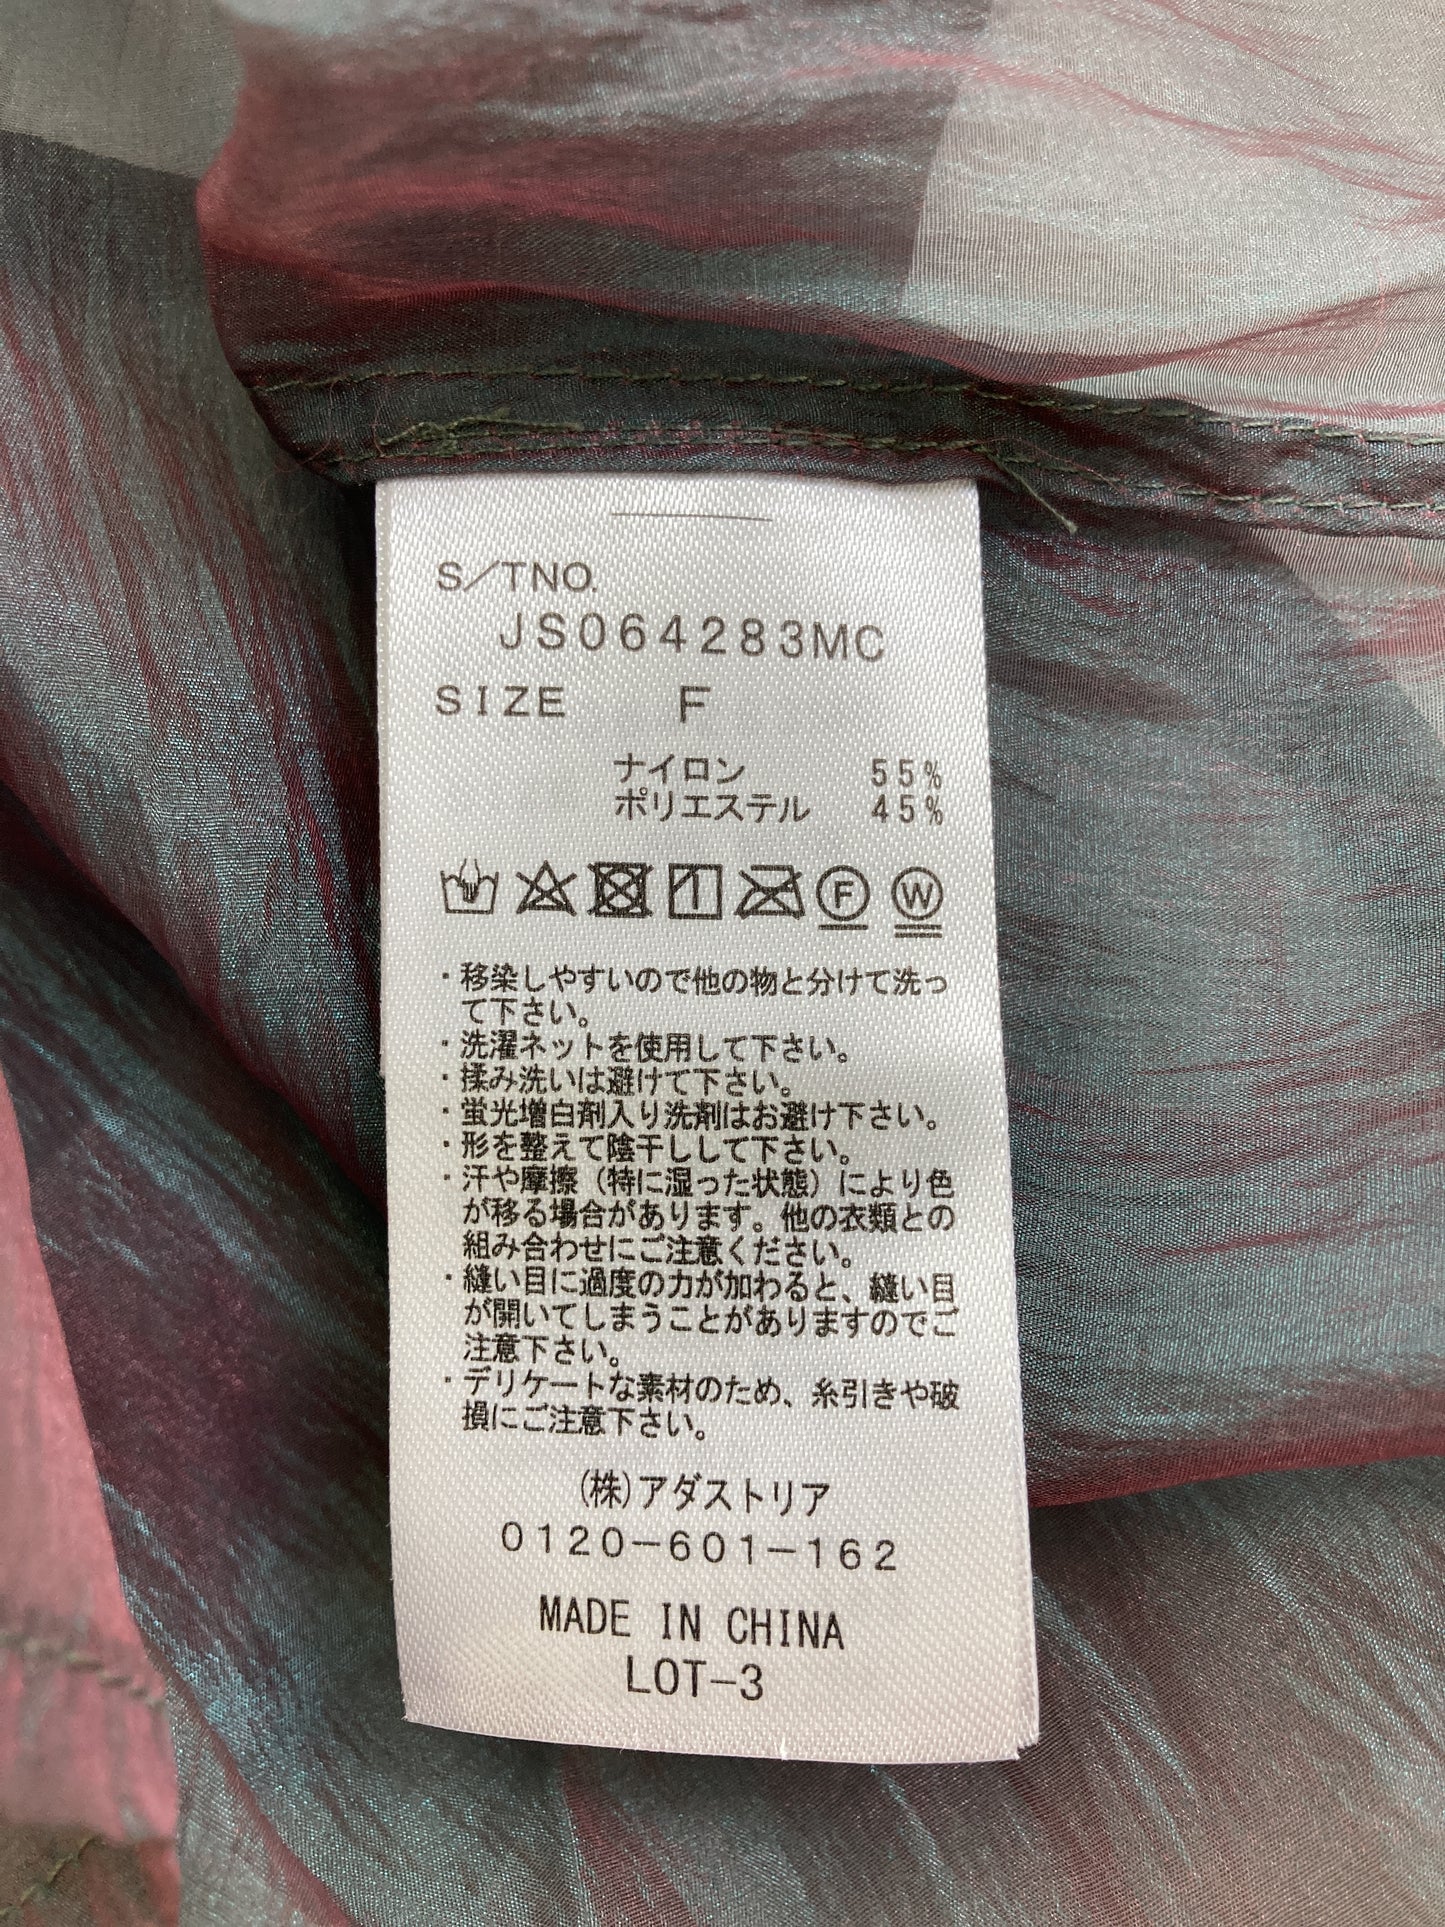 S/TNO.
JS064283MC
SIZE F
ナイロン 55%
ポリエステル 45%
1 F W
・移染しやすいので他の物と分けて洗っ
て下さい。
・洗濯ネットを使用して下さい。
・揉み洗いは避けて下さい。
・蛍光増白剤入り洗剤はお避け下さい。
・形を整えて陰干しして下さい。
・汗や摩擦（特に湿った状態）により色
が移る場合があります。他の衣類との
組み合わせにご注意ください。
・縫い目に過度の力が加わると、縫い目
が開いてしまうことがありますのでご
注意下さい。
・デリケートな素材のため、糸引きや破
損にご注意下さい。
(株)アダストリア
0120-601-162
MADE IN CHINA
LOT-3